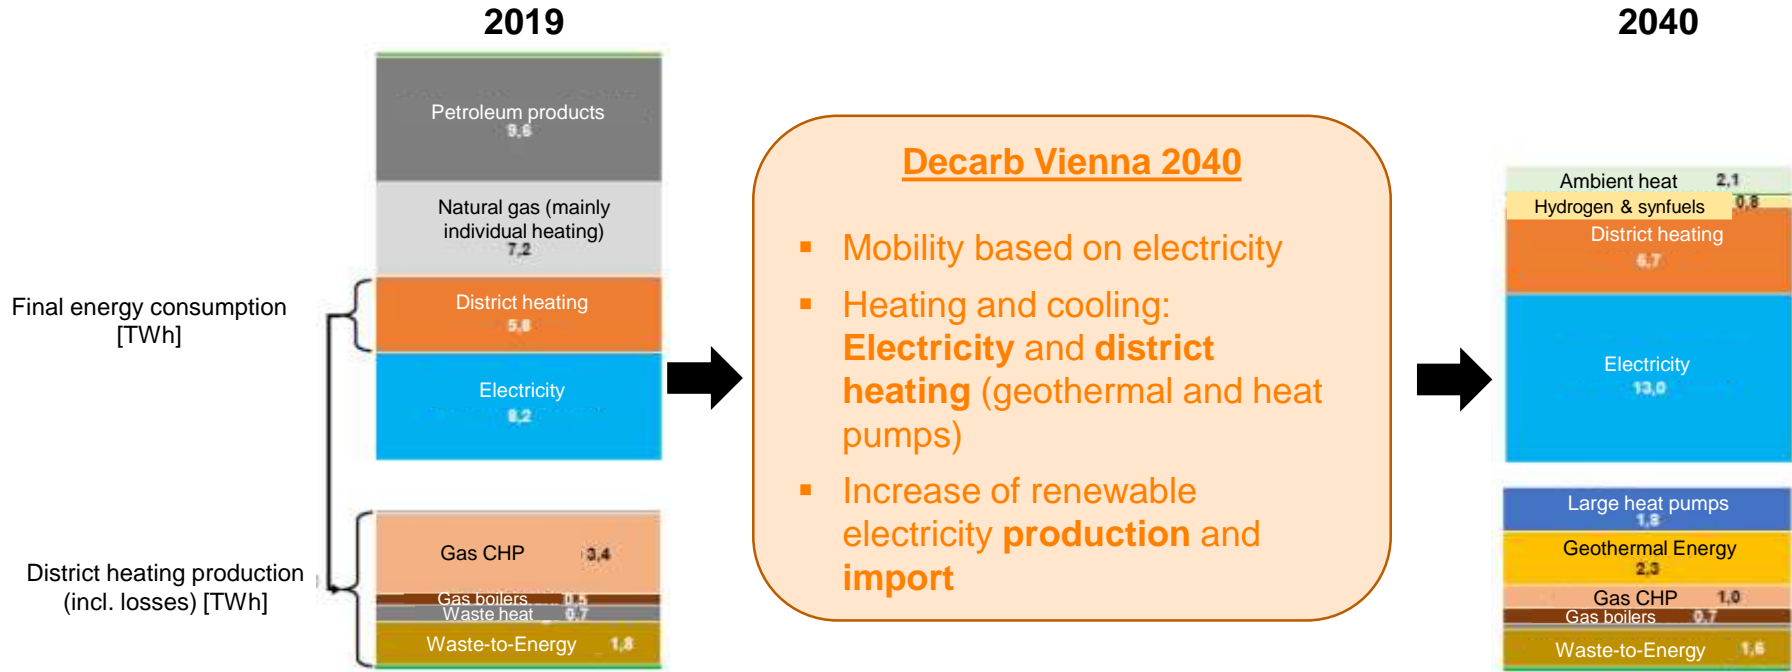 2019
2040
Petroleum products
9,6
Natural gas (mainly
individual heating)
7,2
District heating
5,8
Electricity
8,2
Final energy consumption
[TWh]
Gas CHP 3,4
Gas boilers 0,5
Waste heat 0,7
Waste-to-Energy 1,8
District heating production
(incl. losses) [TWh]
Decarb Vienna 2040
▪ Mobility based on electricity
▪ Heating and cooling:
Electricity and district
heating (geothermal and heat
pumps)
▪ Increase of renewable
electricity production and
import
Ambient heat 2,1
Hydrogen & synfuels 0,8
District heating
6,7
Electricity
13,0
Large heat pumps
1,8
Geothermal Energy
2,3
Gas CHP 1,0
Gas boilers 0,7
Waste-to-Energy 1,6